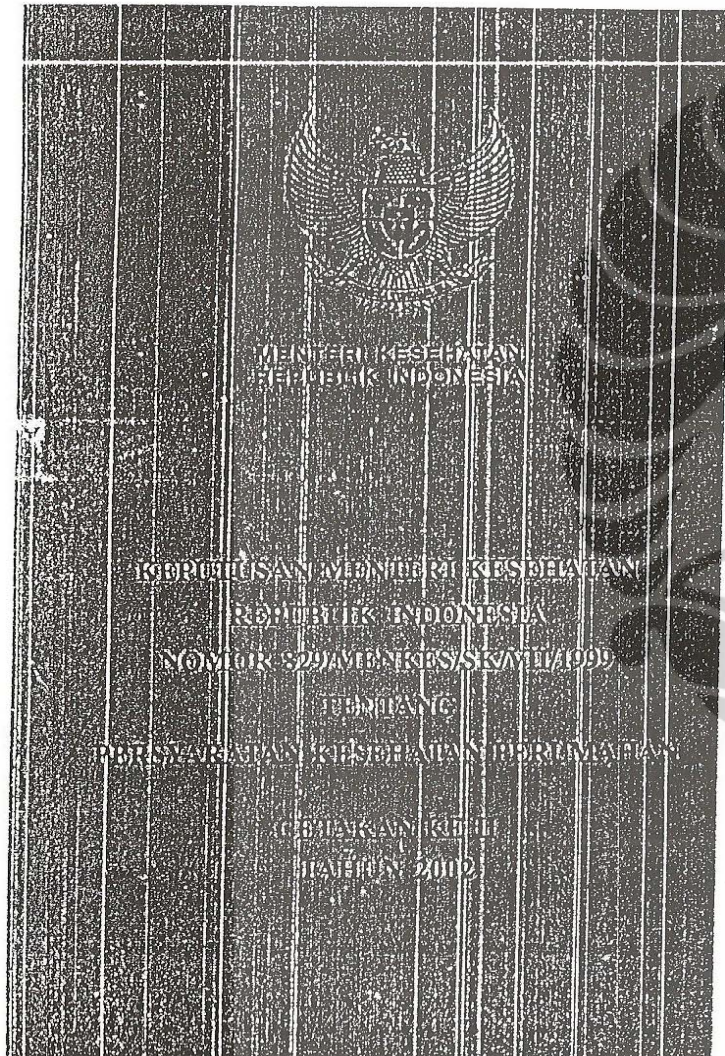 MENTERI KESEHATAN
REPUBLIK INDONESIA
KEPUTUSAN MENTERI KESEHATAN
REPUBLIK INDONESIA
NOMOR 829/MENKES/SK/VII/1999
TENTANG
PERSYARATAN KESEHATAN PERUMAHAN
CETAKAN KE II
TAHUN 2002